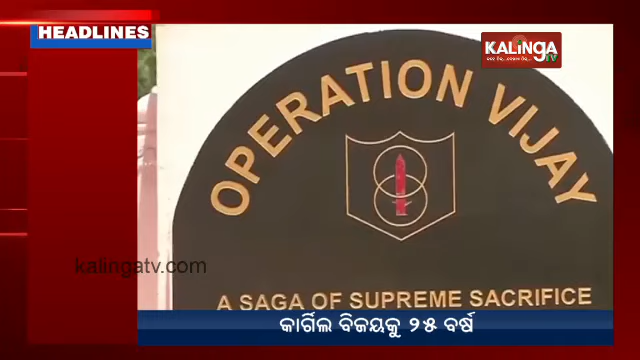 HEADLINES
KALINGA
TV
OPERATION VIJAY
kalingatv.com
A SAGA OF SUPREME SACRIFICE
କାର୍ଗିଲ ବିଜୟକୁ ୨୫ ବର୍ଷ